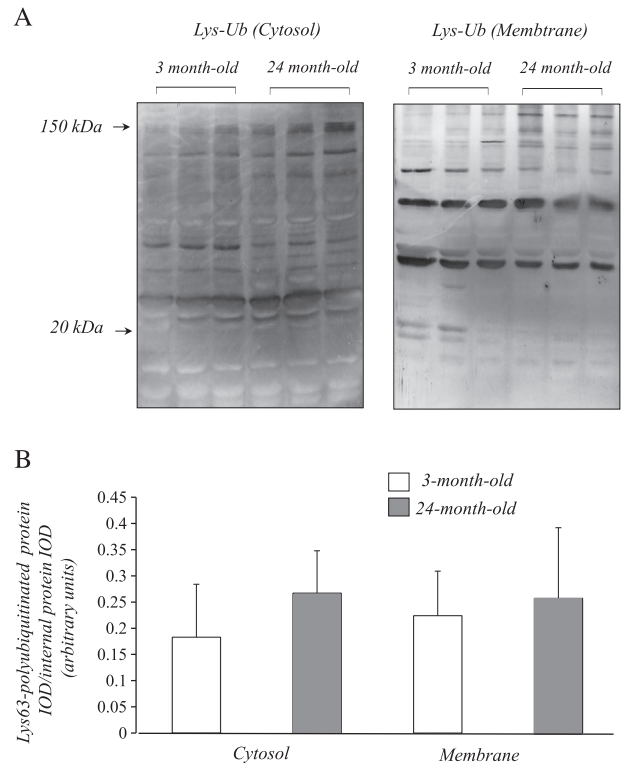 A
Lys-Ub (Cytosol)
Lys-Ub (Membtrane)
3 month-old
24 month-old
3 month-old
24 month-old
150 kDa
20 kDa
B
3-month-old
24-month-old
Lys63-polyubiquitinated protein
IOD/internal protein IOD
(arbitrary units)
0.45
0.4
0.35
0.3
0.25
0.2
0.15
0.1
0.05
0
Cytosol
Membrane